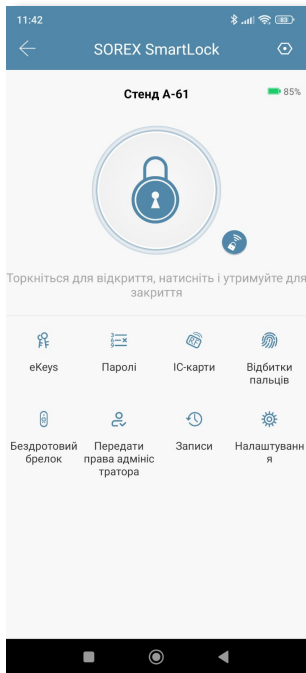 11:42
83
SOREX SmartLock
Стенд А-61
85%
Торкніться для відкриття, натисніть і утримуйте для
закриття
eKeys
Паролі
IC-карти
Відбитки
пальців
Бездротовий
брелок
Передати
права адмініс
тратора
Записи
Налаштуванн
я